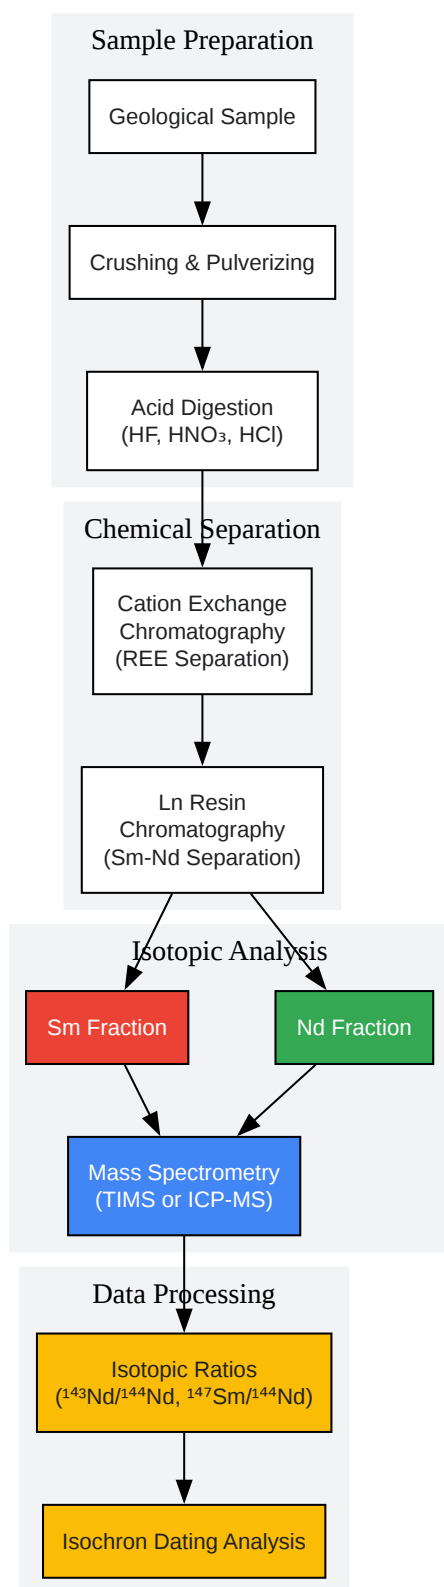 Sample Preparation
Geological Sample
Crushing & Pulverizing
Acid Digestion
(HF, HNO₃, HCl)
Chemical Separation
Cation Exchange
Chromatography
(REE Separation)
Ln Resin
Chromatography
(Sm-Nd Separation)
Isotopic Analysis
Sm Fraction
Nd Fraction
Mass Spectrometry
(TIMS or ICP-MS)
Data Processing
Isotopic Ratios
(¹⁴³Nd/¹⁴⁴Nd, ¹⁴⁷Sm/¹⁴⁴Nd)
Isochron Dating Analysis